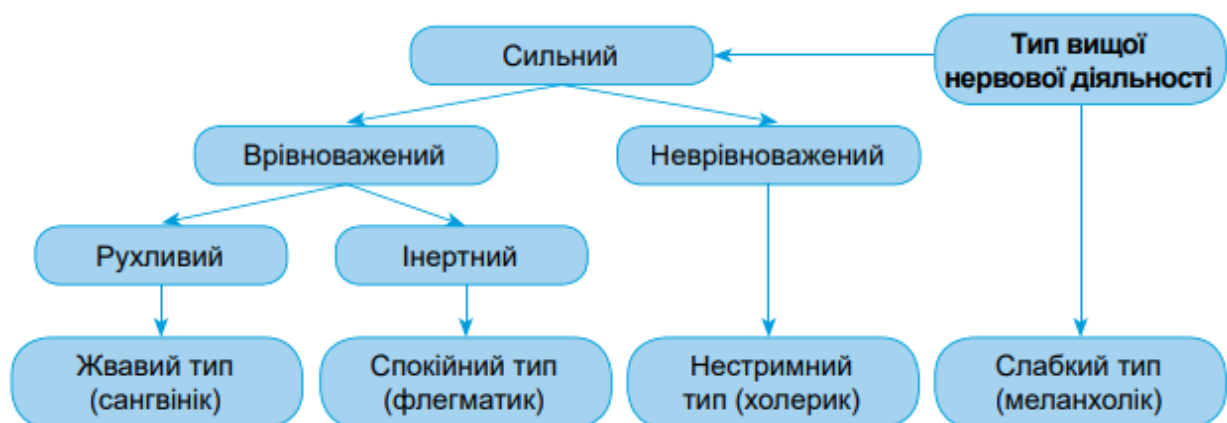 Тип вищої
нервової діяльності
Сильний
Врівноважений
Неврівноважений
Рухливий
Інертний
Жвавий тип
(сангвінік)
Спокійний тип
(флегматик)
Нестримний
тип (холерик)
Слабкий тип
(меланхолік)